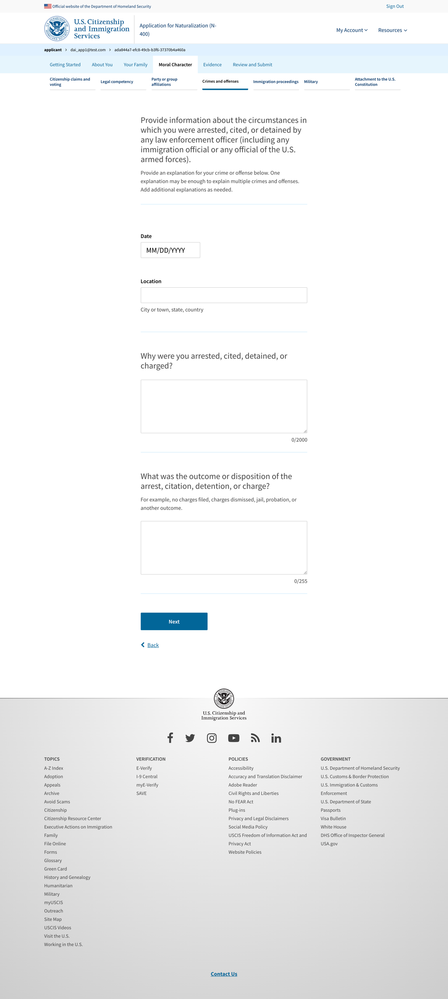 Official website of the Department of Homeland Security
Sign Out
U.S. Citizenship
and Immigration
Services
Application for Naturalization (N-
400)
My Account
Resources
applicant > dai_app1@test.com > ada844a7-efc8-49cb-b3f6-37370b4a460a
Getting Started
About You
Your Family
Moral Character
Evidence
Review and Submit
Citizenship claims and
voting
Legal competency
Party or group
affiliations
Crimes and offenses
Immigration proceedings
Military
Attachment to the U.S.
Constitution
Provide information about the circumstances in
which you were arrested, cited, or detained by
any law enforcement officer (including any
immigration official or any official of the U.S.
armed forces).
Provide an explanation for your crime or offense below. One
explanation may be enough to explain multiple crimes and offenses.
Add additional explanations as needed.
Date
MM/DD/YYYY
Location
City or town, state, country
Why were you arrested, cited, detained, or
charged?
0/2000
What was the outcome or disposition of the
arrest, citation, detention, or charge?
For example, no charges filed, charges dismissed, jail, probation, or
another outcome.
0/255
Next
Back
U.S. Citizenship and
Immigration Services
TOPICS
A-Z Index
Adoption
Appeals
Archive
Avoid Scams
Citizenship
Citizenship Resource Center
Executive Actions on Immigration
Family
File Online
Forms
Glossary
Green Card
History and Genealogy
Humanitarian
Military
myUSCIS
Outreach
Site Map
USCIS Videos
Visit the U.S.
Working in the U.S.
VERIFICATION
E-Verify
I-9 Central
myE-Verify
SAVE
POLICIES
Accessibility
Accuracy and Translation Disclaimer
Adobe Reader
Civil Rights and Liberties
No FEAR Act
Plug-ins
Privacy and Legal Disclaimers
Social Media Policy
USCIS Freedom of Information Act and
Privacy Act
Website Policies
GOVERNMENT
U.S. Department of Homeland Security
U.S. Customs & Border Protection
U.S. Immigration & Customs
Enforcement
U.S. Department of State
Passports
Visa Bulletin
White House
DHS Office of Inspector General
USA.gov
Contact Us